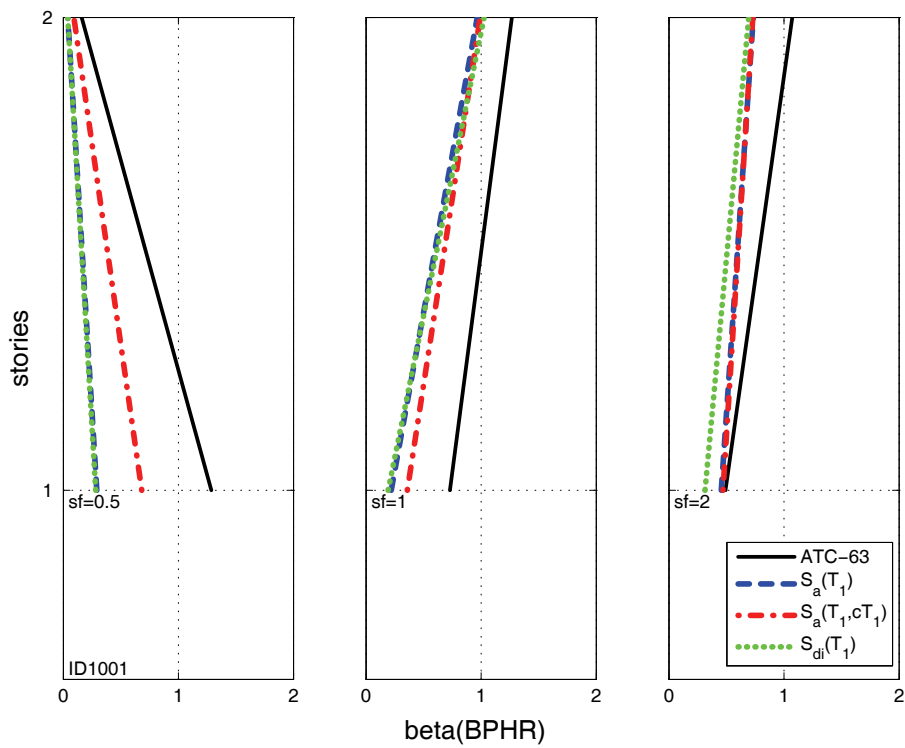 2
stories
1
sf=0.5
sf=1
sf=2
ATC−63
S_a(T_1)
S_a(T_1,cT_1)
S_di(T_1)
ID1001
0 1 2
0 1 2
0 1 2
beta(BPHR)